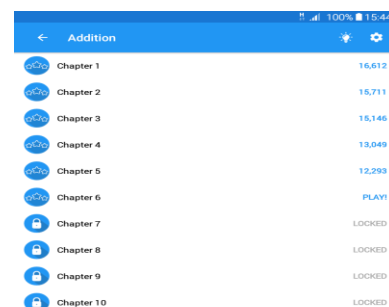 100% 15:44
Addition
Chapter 1 16,612
Chapter 2 15,711
Chapter 3 15,146
Chapter 4 13,049
Chapter 5 12,293
Chapter 6 PLAY!
Chapter 7 LOCKED
Chapter 8 LOCKED
Chapter 9 LOCKED
Chapter 10 LOCKED